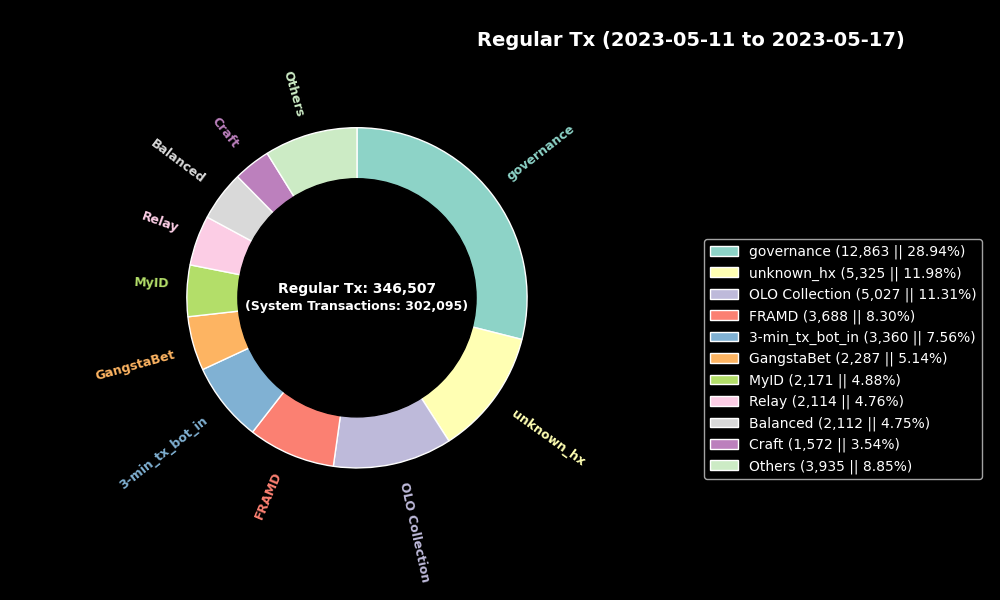 Regular Tx (2023-05-11 to 2023-05-17)
Others
Craft
Balanced
governance
Relay
MyID
GangstaBet
3-min_tx_bot_in
FRAMD
OLO Collection
unknown_hx
Regular Tx: 346,507
(System Transactions: 302,095)
governance (12,863 || 28.94%)
unknown_hx (5,325 || 11.98%)
OLO Collection (5,027 || 11.31%)
FRAMD (3,688 || 8.30%)
3-min_tx_bot_in (3,360 || 7.56%)
GangstaBet (2,287 || 5.14%)
MyID (2,171 || 4.88%)
Relay (2,114 || 4.76%)
Balanced (2,112 || 4.75%)
Craft (1,572 || 3.54%)
Others (3,935 || 8.85%)